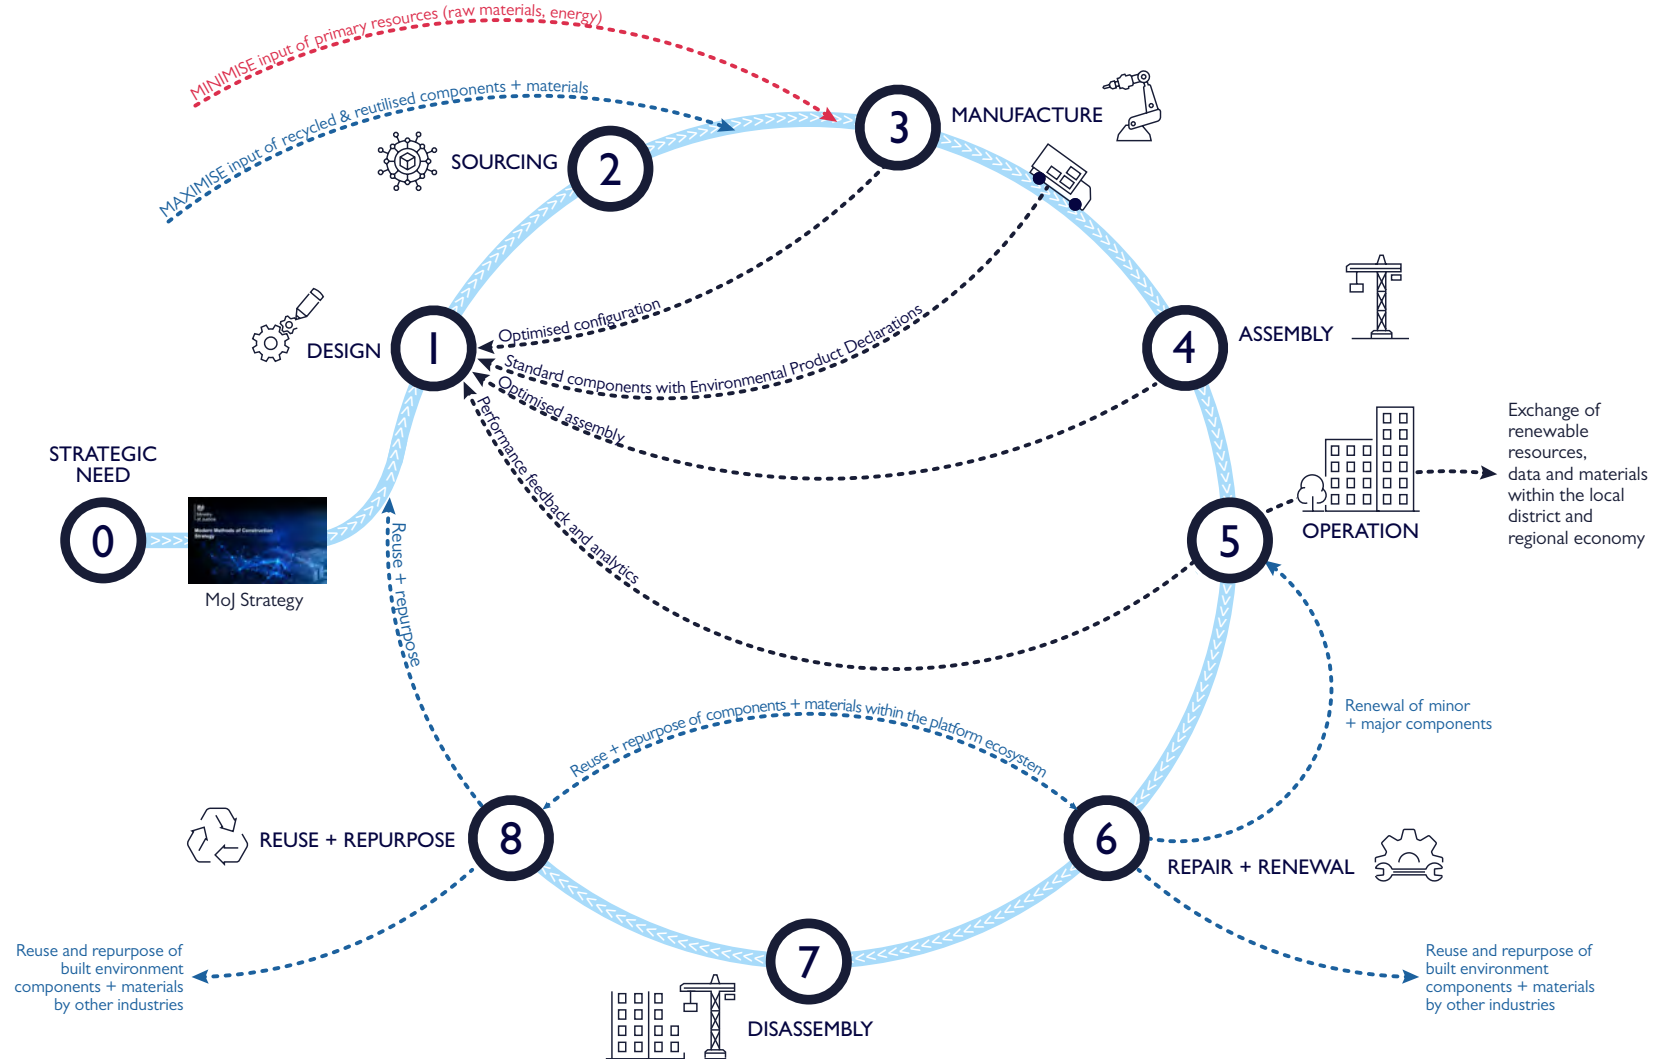 MINIMISE input of primary resources (raw materials, energy)
MAXIMISE input of recycled & reutilised components + materials
3
MANUFACTURE
2
SOURCING
4
ASSEMBLY
1
DESIGN
Optimised configuration
Standard components with Environmental Product Declarations
Optimised assembly
Performance feedback and analytics
STRATEGIC
NEED
0
Modern Methods of Construction
Strategy
MoJ Strategy
Reuse + repurpose
5
OPERATION
Exchange of
renewable
resources,
data and materials
within the local
district and
regional economy
Renewal of minor
+ major components
Reuse + repurpose of components + materials within the platform ecosystem
8
REUSE + REPURPOSE
6
REPAIR + RENEWAL
7
DISASSEMBLY
Reuse and repurpose of
built environment
components + materials
by other industries
Reuse and repurpose of
built environment
components + materials
by other industries